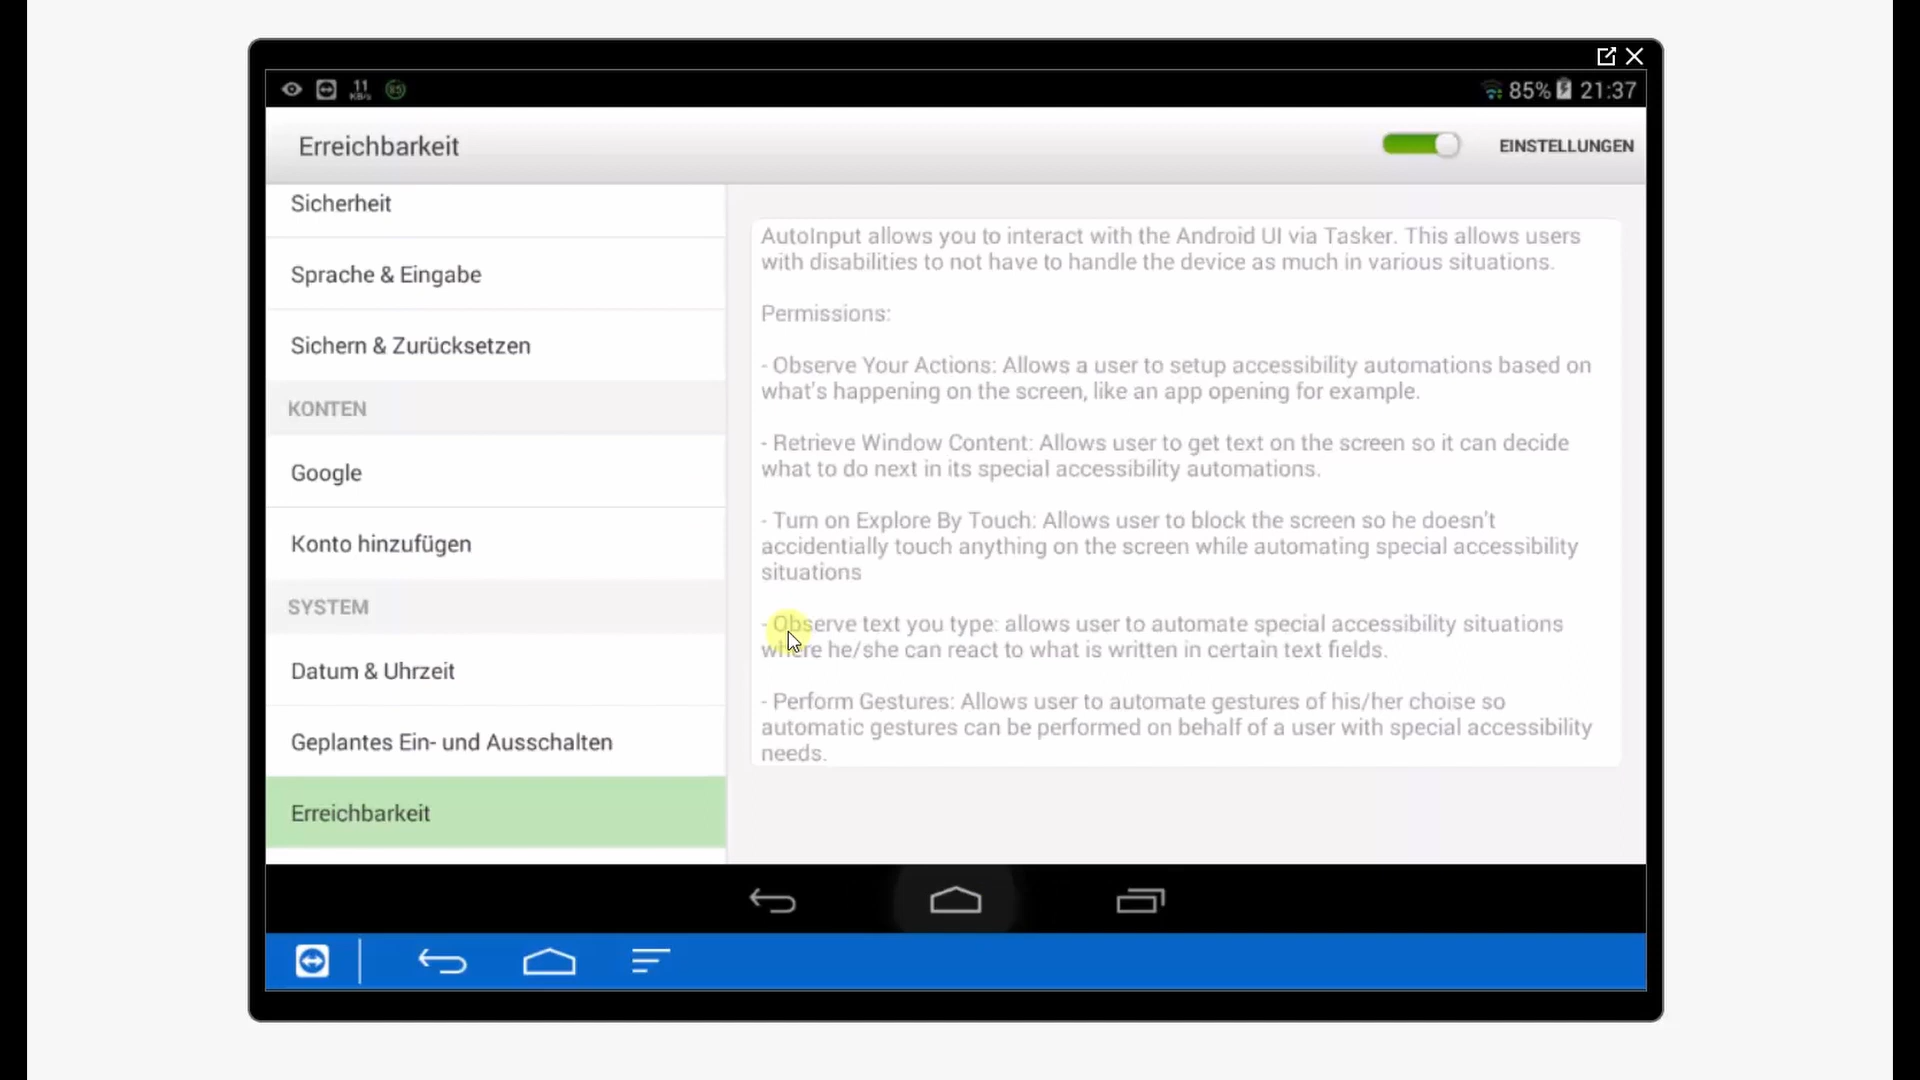 11
KB/s
85
85%
21:37
Erreichbarkeit
EINSTELLUNGEN
Sicherheit
Sprache & Eingabe
Sichern & Zurücksetzen
KONTEN
Google
Konto hinzufügen
SYSTEM
Datum & Uhrzeit
Geplantes Ein- und Ausschalten
Erreichbarkeit
AutoInput allows you to interact with the Android UI via Tasker. This allows users
with disabilities to not have to handle the device as much in various situations.
Permissions:
- Observe Your Actions: Allows a user to setup accessibility automations based on
what's happening on the screen, like an app opening for example.
- Retrieve Window Content: Allows user to get text on the screen so it can decide
what to do next in its special accessibility automations.
- Turn on Explore By Touch: Allows user to block the screen so he doesn't
accidentially touch anything on the screen while automating special accessibility
situations
- Observe text you type: allows user to automate special accessibility situations
where he/she can react to what is written in certain text fields.
- Perform Gestures: Allows user to automate gestures of his/her choise so
automatic gestures can be performed on behalf of a user with special accessibility
needs.